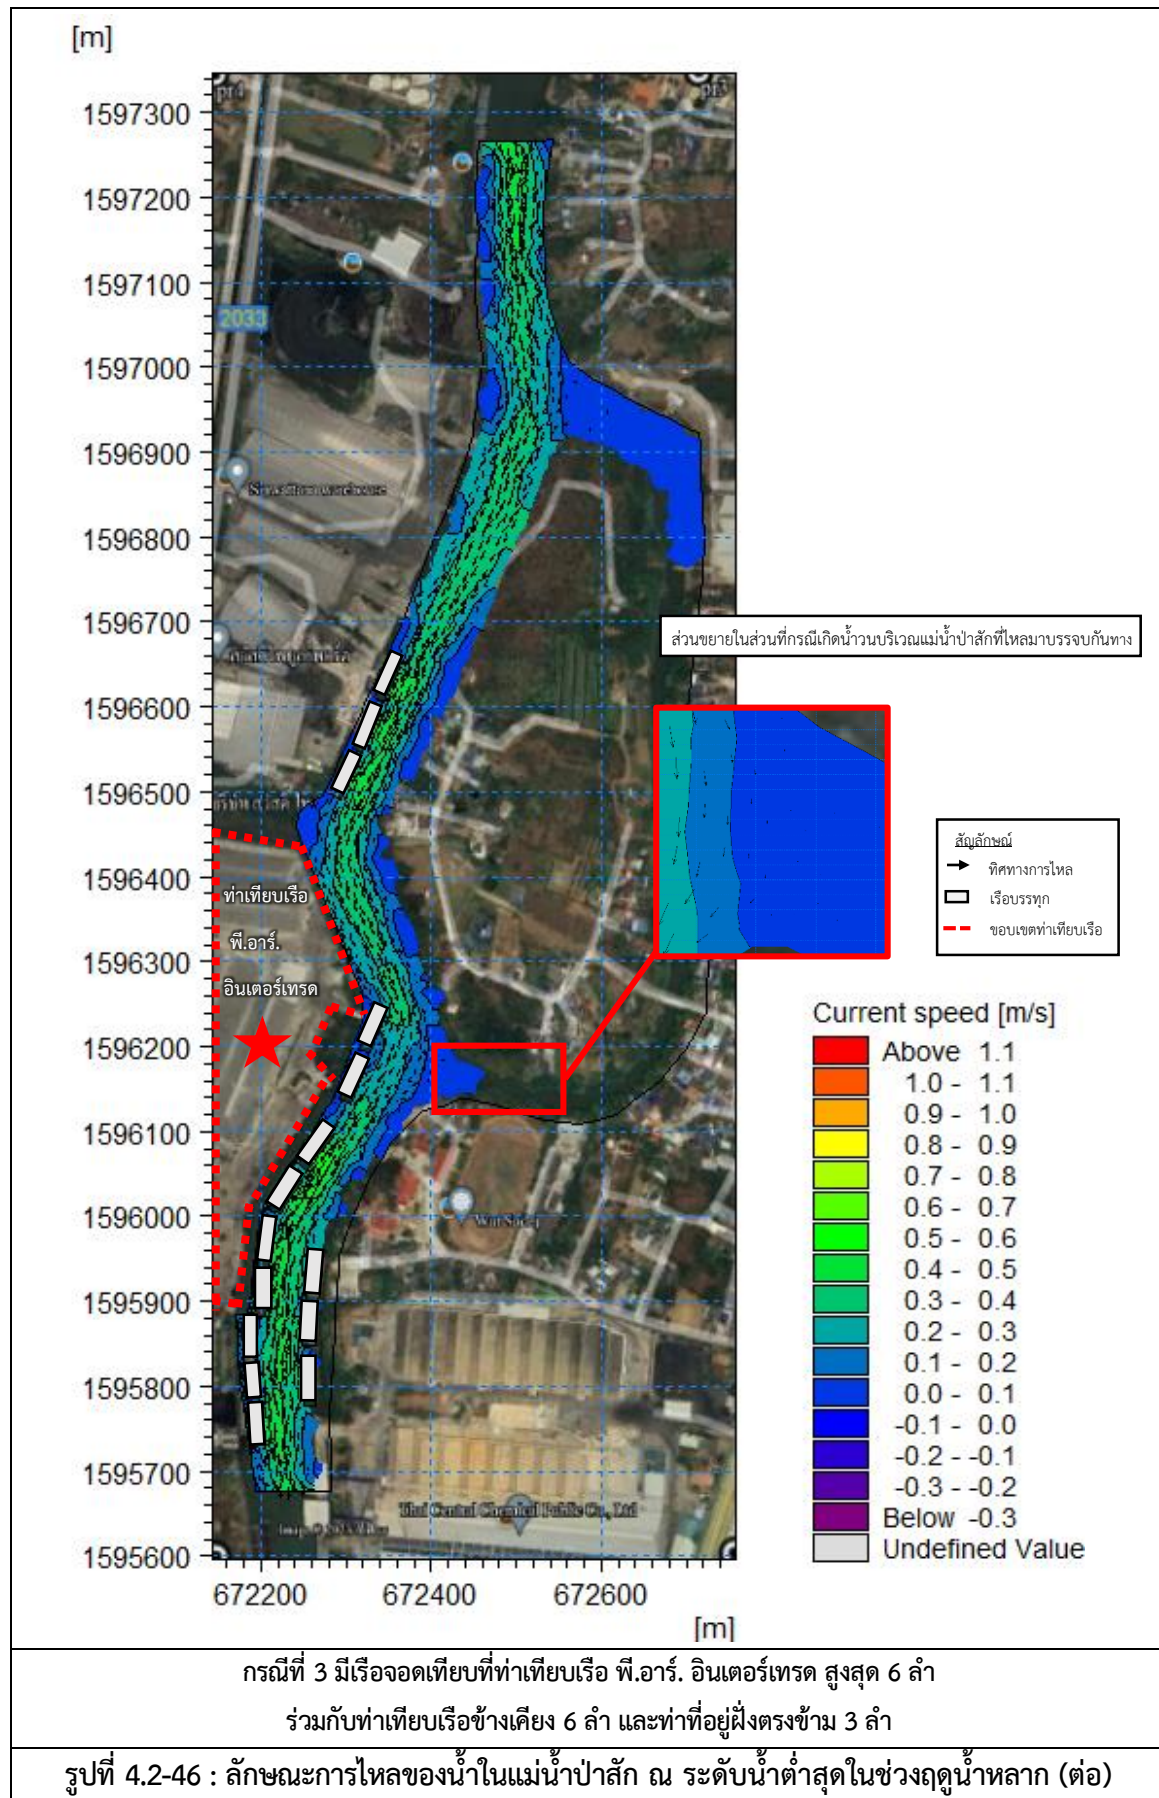 [m]
1597300
1597200
1597100
1597000
1596900
1596800
1596700
1596600
1596500
1596400
1596300
1596200
1596100
1596000
1595900
1595800
1595700
1595600
672200
672400
672600
[m]
pr4
pr3
2033
ส่วนขยายในส่วนที่กรณีเกิดน้ำวนบริเวณแม่น้ำป่าสักที่ไหลมาบรรจบกันทาง
สัญลักษณ์
ทิศทางการไหล
เรือบรรทุก
ขอบเขตท่าเทียบเรือ
ท่าเทียบเรือ
พี.อาร์.
อินเตอร์เทรด
Thai Central Chemical Public Co., Ltd
Current speed [m/s]
Above 1.1
1.0 - 1.1
0.9 - 1.0
0.8 - 0.9
0.7 - 0.8
0.6 - 0.7
0.5 - 0.6
0.4 - 0.5
0.3 - 0.4
0.2 - 0.3
0.1 - 0.2
0.0 - 0.1
-0.1 - 0.0
-0.2 - -0.1
-0.3 - -0.2
Below -0.3
Undefined Value
กรณีที่ 3 มีเรือจอดเทียบที่ท่าเทียบเรือ พี.อาร์. อินเตอร์เทรด สูงสุด 6 ลำ
ร่วมกับท่าเทียบเรือข้างเคียง 6 ลำ และท่าที่อยู่ฝั่งตรงข้าม 3 ลำ
รูปที่ 4.2-46 : ลักษณะการไหลของน้ำในแม่น้ำป่าสัก ณ ระดับน้ำต่ำสุดในช่วงฤดูน้ำหลาก (ต่อ)